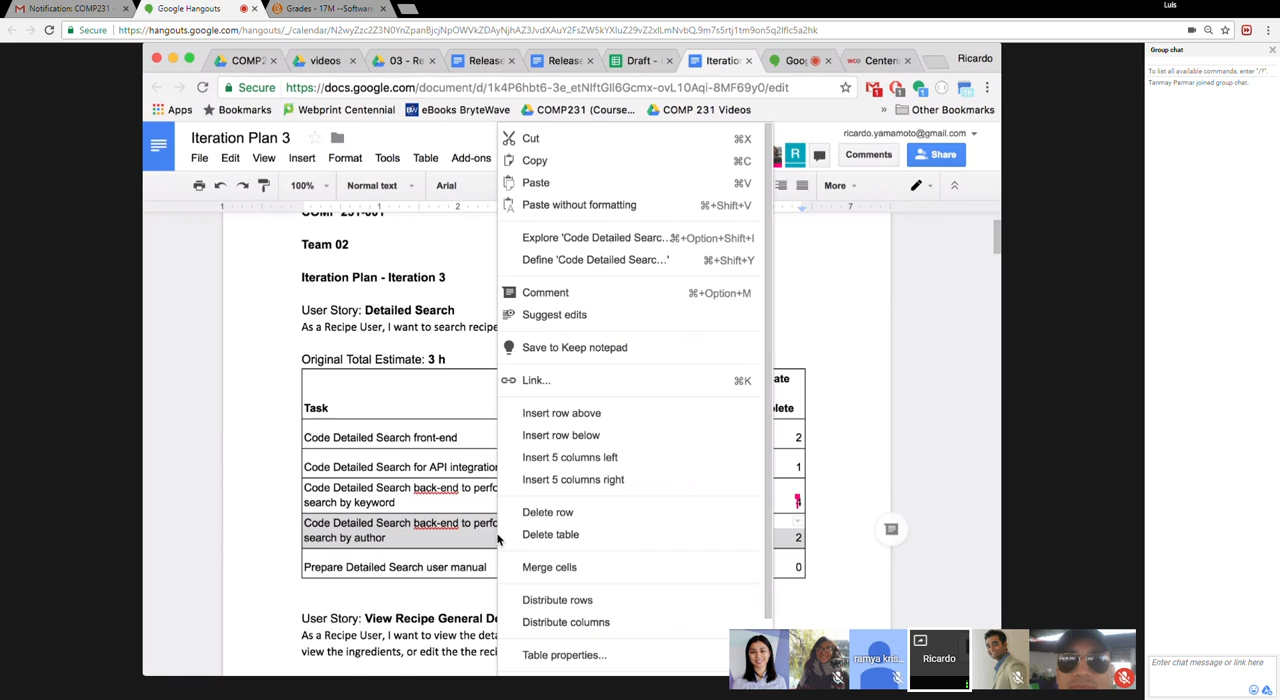 Notification: COMP231 -
Google Hangouts
Grades - 17M --Software
Luis
Secure
https://hangouts.google.com/hangouts/_/calendar/
Group chat
To list all available commands, enter "/?".
Tanmay Parmar joined group chat.
COMP2
videos
03 - Re
Release
Release
Draft -
Iteratio
Goo
Centen
Ricardo
Secure
https://docs.google.com/document/d/
Apps
Bookmarks
Webprint Centennial
eBooks BryteWave
COMP231 (Course...
COMP 231 Videos
» Other Bookmarks
Iteration Plan 3
ricardo.yamamoto@gmail.com
File Edit View Insert Format Tools Table Add-ons
R
Comments
Share
100%
Normal text
Arial
More
1 1 2 7
Team 02
Iteration Plan - Iteration 3
User Story: Detailed Search
As a Recipe User, I want to search recipe
Original Total Estimate: 3 h
Task
ate
lete
Code Detailed Search front-end
2
Code Detailed Search for API integration
1
Code Detailed Search back-end to perfo
search by keyword
Code Detailed Search back-end to perfo
search by author
2
Prepare Detailed Search user manual
0
User Story: View Recipe General De
As a Recipe User, I want to view the deta
view the ingredients, or edit the the reci
Cut ⌘X
Copy ⌘C
Paste ⌘V
Paste without formatting ⌘+Shift+V
Explore 'Code Detailed Searc... ⌘+Option+Shift+I
Define 'Code Detailed Searc...' ⌘+Shift+Y
Comment ⌘+Option+M
Suggest edits
Save to Keep notepad
Link... ⌘K
Insert row above
Insert row below
Insert 5 columns left
Insert 5 columns right
Delete row
Delete table
Merge cells
Distribute rows
Distribute columns
Table properties...
ramya kris...
Ricardo
Enter chat message or link here